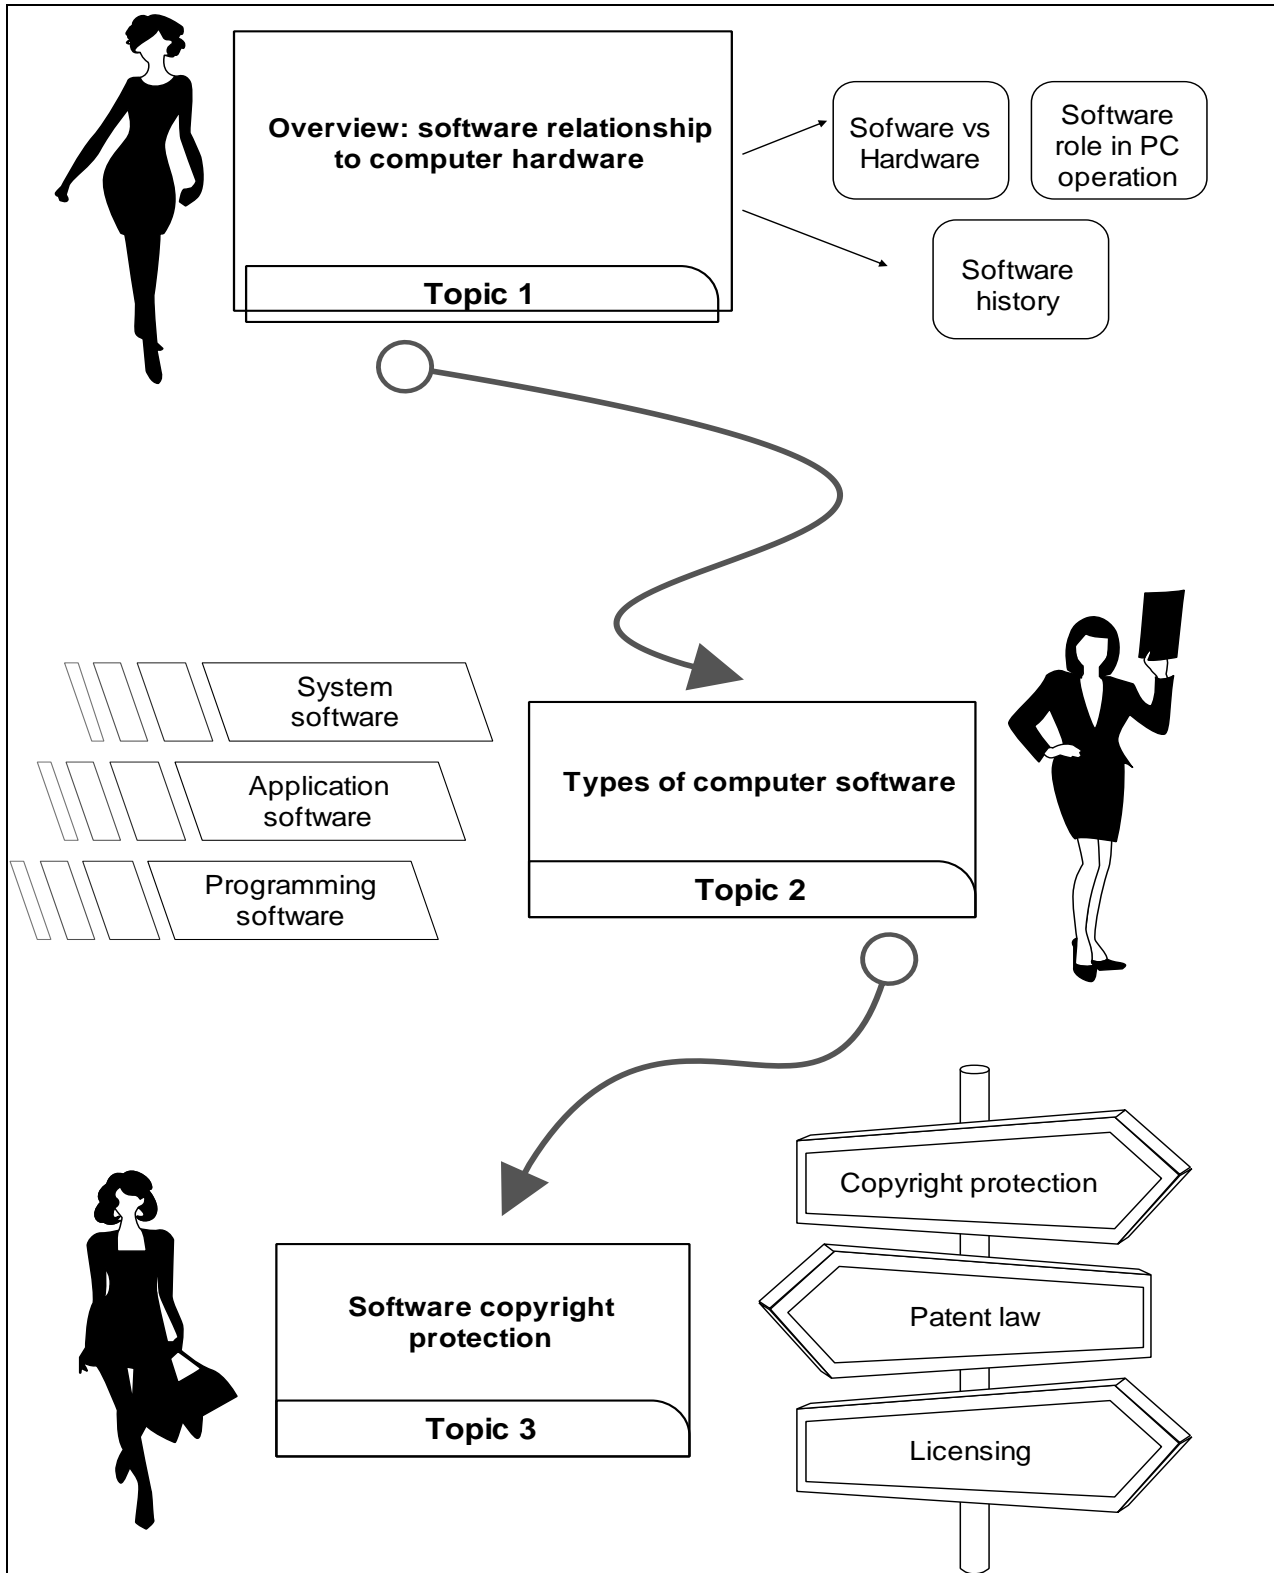 Overview: software relationship
to computer hardware
Topic 1
Sofware vs
Hardware
Software
role in PC
operation
Software
history
System
software
Application
software
Programming
software
Types of computer software
Topic 2
Software copyright
protection
Topic 3
Copyright protection
Patent law
Licensing